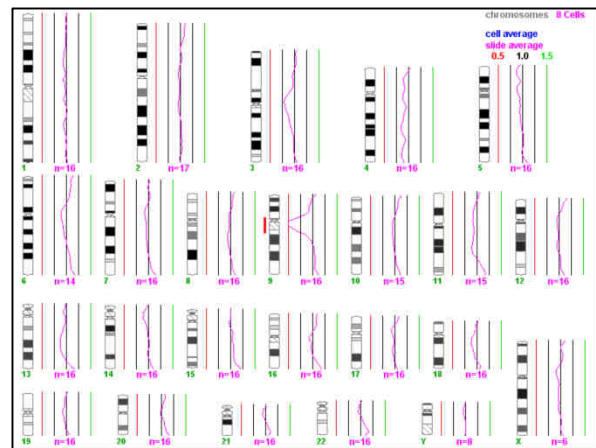 chromosomes 8 Cells
cell average
slide average
0.5 1.0 1.5
1 n=16
2 n=17
3 n=16
4 n=16
5 n=16
6 n=14
7 n=16
8 n=16
9 n=16
10 n=15
11 n=15
12 n=16
13 n=16
14 n=16
15 n=16
16 n=16
17 n=16
18 n=16
19 n=16
20 n=16
21 n=16
22 n=16
Y n=8
X n=6